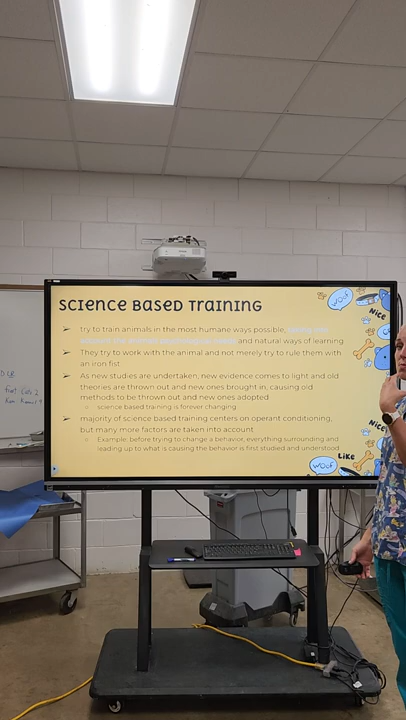 Science Based Training
woof
Nice
➢ try to train animals in the most humane ways possible,
and natural ways of learning
➢ They try to work with the animal and not merely try to rule them with
an iron fist
➢ As new studies are undertaken, new evidence comes to light and old
theories are thrown out and new ones brought in, causing old
methods to be thrown out and new ones adopted
○ science based training is forever changing
➢ majority of science based training centers on operant conditioning,
but many more factors are taken into account
○ Example, before trying to change a behavior, everything surrounding and
leading up to what is causing the behavior is first studied and understood
woof
Nice
woof
Like